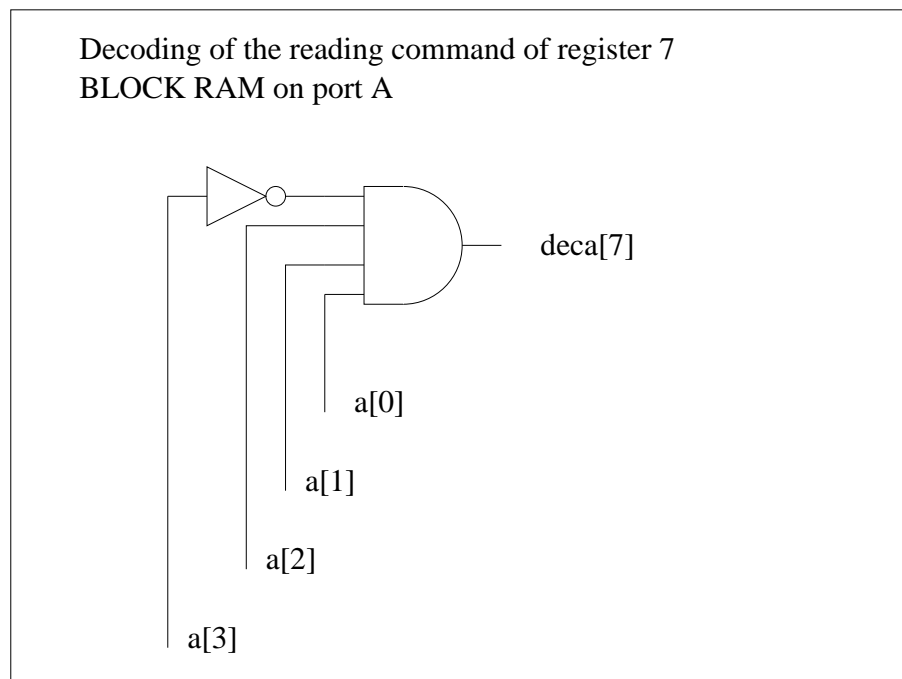 Decoding of the reading command of register 7
BLOCK RAM on port A
deca[7]
a[0]
a[1]
a[2]
a[3]